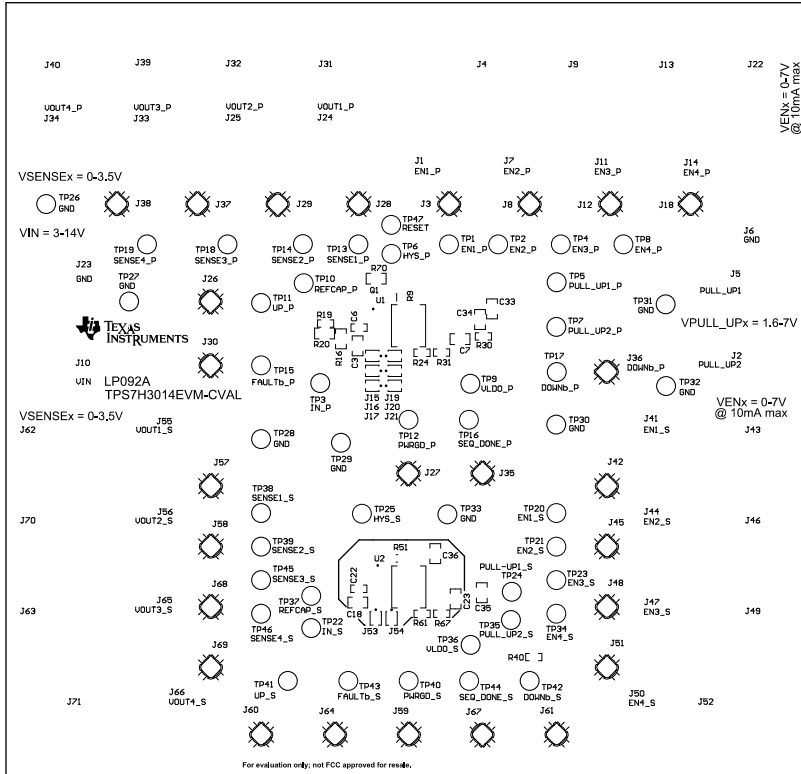 J40 J39 J32 J31 J4 J9 J13 J22
VOUT4_P VOUT3_P VOUT2_P VOUT1_P
J34 J33 J25 J24
VENx = 0-7V
@ 10mA max
J1 J7 J11 J14
EN1_P EN2_P EN3_P EN4_P
VSENSEx = 0-3.5V
TP26
GND
J38 J37 J29 J28 J3 J8 J12 J18
TP47
RESET
VIN = 3-14V
J6
GND
TP19
SENSE4_P
TP18
SENSE3_P
TP14
SENSE2_P
TP13
SENSE1_P
TP6
HYS_P
TP1
EN1_P
TP2
EN2_P
TP4
EN3_P
TP8
EN4_P
J23
GND
TP27
GND
J26
TP10
REFCAP_P
R70
Q1
TP5
PULL_UP1_P
J5
PULL_UP1
TP11
UP_P
U1
R9
C33
C34
TP31
GND
TEXAS
INSTRUMENTS
R19
R20
C6
R16
C3
R24
R31
C7
R30
TP7
PULL_UP2_P
VPULL_UPx = 1.6-7V
J10
VIN
J30
LP092A
TPS7H3014EVM-CVAL
TP15
FAULTb_P
TP3
IN_P
J15 J19
J16 J20
J17 J21
TP9
VLDO_P
TP17
DOWNb_P
J36
DOWNb_P
J2
PULL_UP2
TP32
GND
VSENSEx = 0-3.5V
VENx = 0-7V
@ 10mA max
J62
J55
VOUT1_S
TP28
GND
TP29
GND
TP12
PWRGD_P
TP16
SEQ_DONE_P
TP30
GND
J41
EN1_S
J43
J57
J27
J35
J42
TP38
SENSE1_S
J70
J56
VOUT2_S
J58
TP25
HYS_S
TP33
GND
TP20
EN1_S
J44
EN2_S
J46
J45
TP39
SENSE2_S
U2
R51
C36
TP21
EN2_S
PULL-UP1_S
TP24
J68
TP45
SENSE3_S
C22
TP23
EN3_S
J48
J63
J65
VOUT3_S
TP37
REFCAP_S
C18
C23
C35
J47
EN3_S
J49
TP46
SENSE4_S
TP22
IN_S
J53
J54
R61
R67
TP35
PULL_UP2_S
TP34
EN4_S
J69
TP36
VLDO_S
R40
J51
J71
J66
VOUT4_S
TP41
UP_S
TP43
FAULTb_S
TP40
PWRGD_S
TP44
SEQ_DONE_S
TP42
DOWNb_S
J50
EN4_S
J52
J60 J64 J59 J67 J61
For evaluation only; not FCC approved for resale.